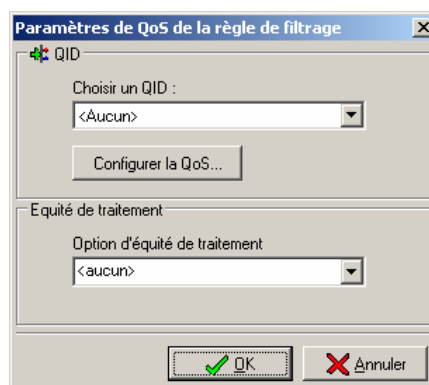 Paramètres de QoS de la règle de filtrage
QID
Choisir un QID :
<Aucun>
Configurer la QoS...
Equité de traitement
Option d'équité de traitement
<aucun>
OK
Annuler